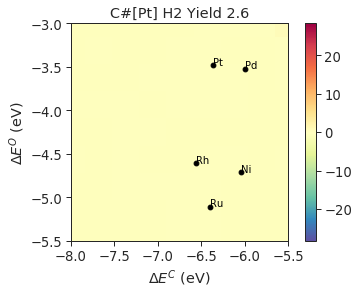 C#[Pt] H2 Yield 2.6
−3.0
−3.5
−4.0
−4.5
−5.0
−5.5
ΔE^O (eV)
Pt
Pd
Rh
Ni
Ru
−8.0 −7.5 −7.0 −6.5 −6.0 −5.5
ΔE^C (eV)
20
10
0
−10
−20